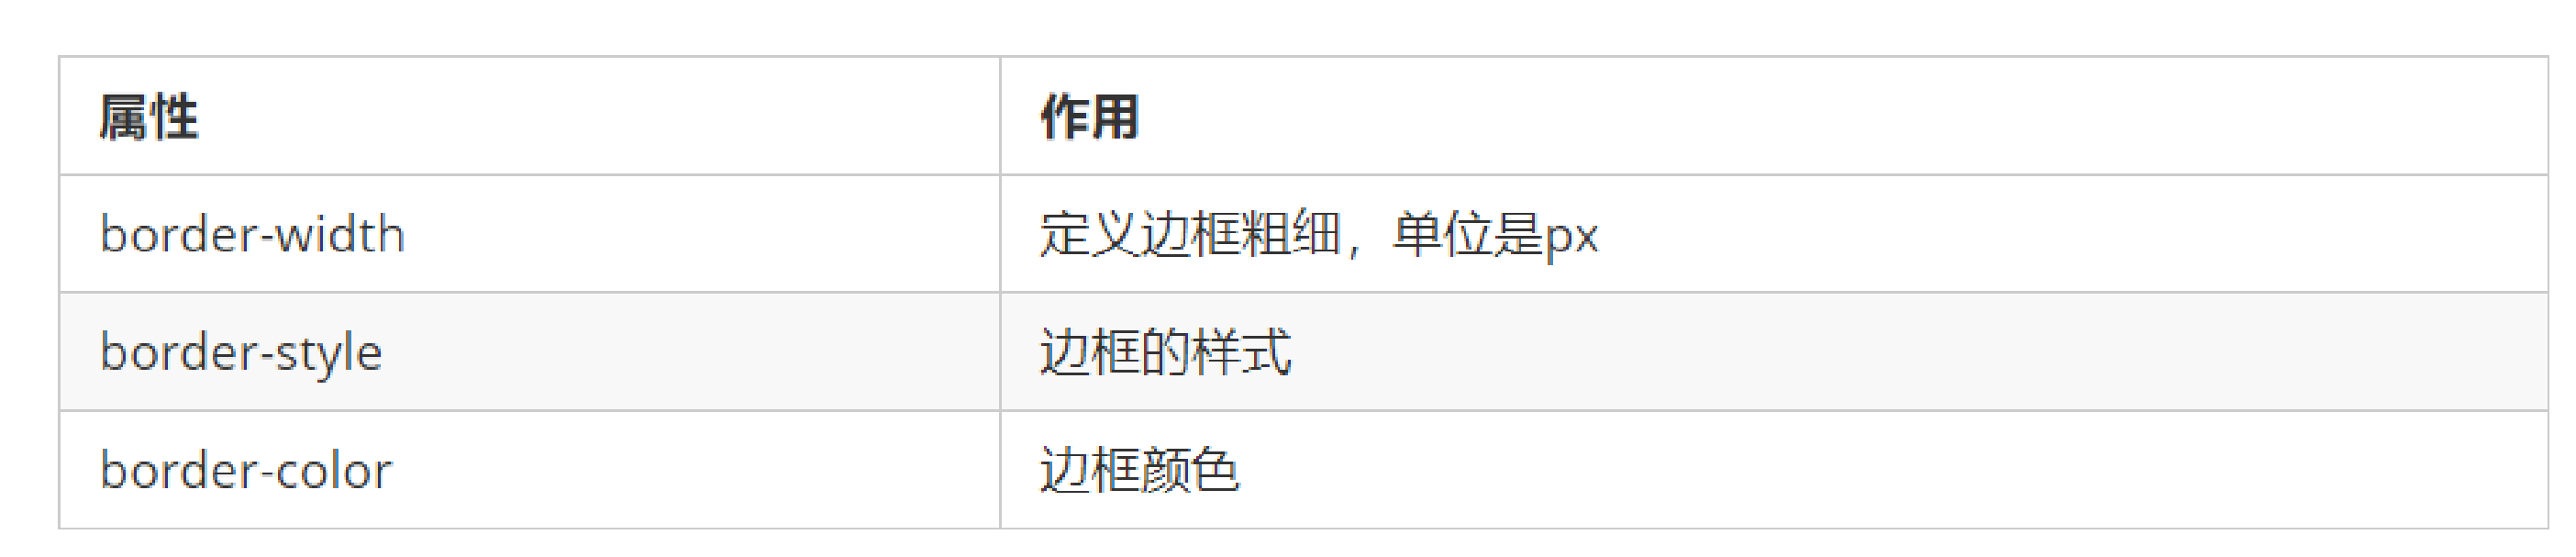 属性 作用
border-width 定义边框粗细，单位是px
border-style 边框的样式
border-color 边框颜色